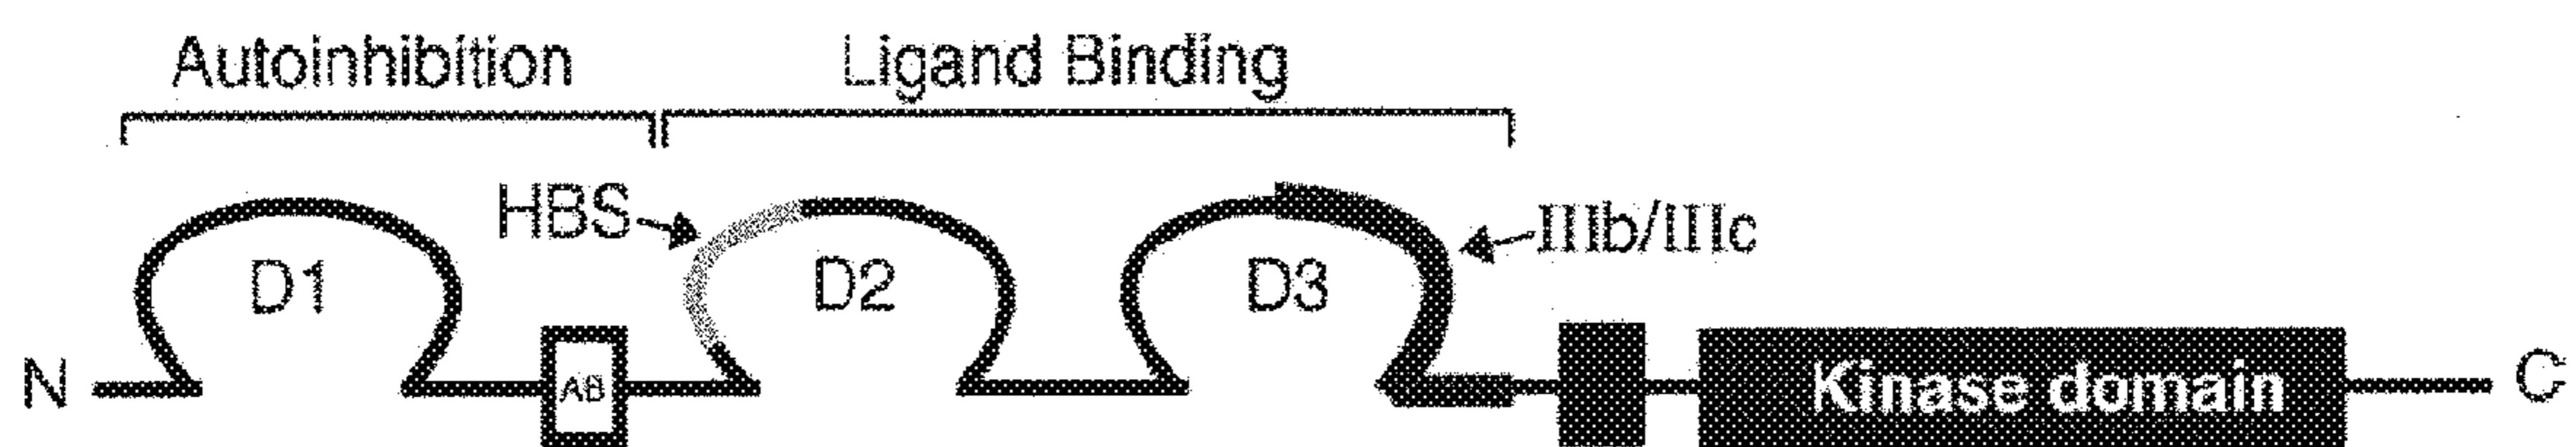 Autoinhibition Ligand Binding
HBS IIIb/IIIc
D1 D2 D3
N AB Kinase domain C